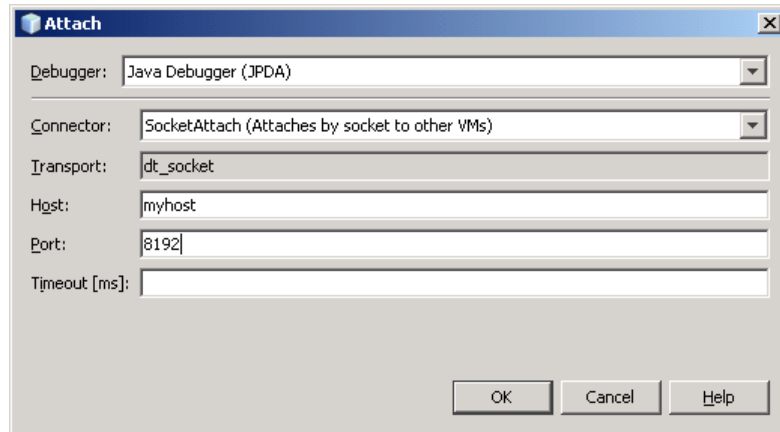 Attach
Debugger: Java Debugger (JPDA)
Connector: SocketAttach (Attaches by socket to other VMs)
Transport: dt_socket
Host: myhost
Port: 8192
Timeout [ms]:
OK Cancel Help